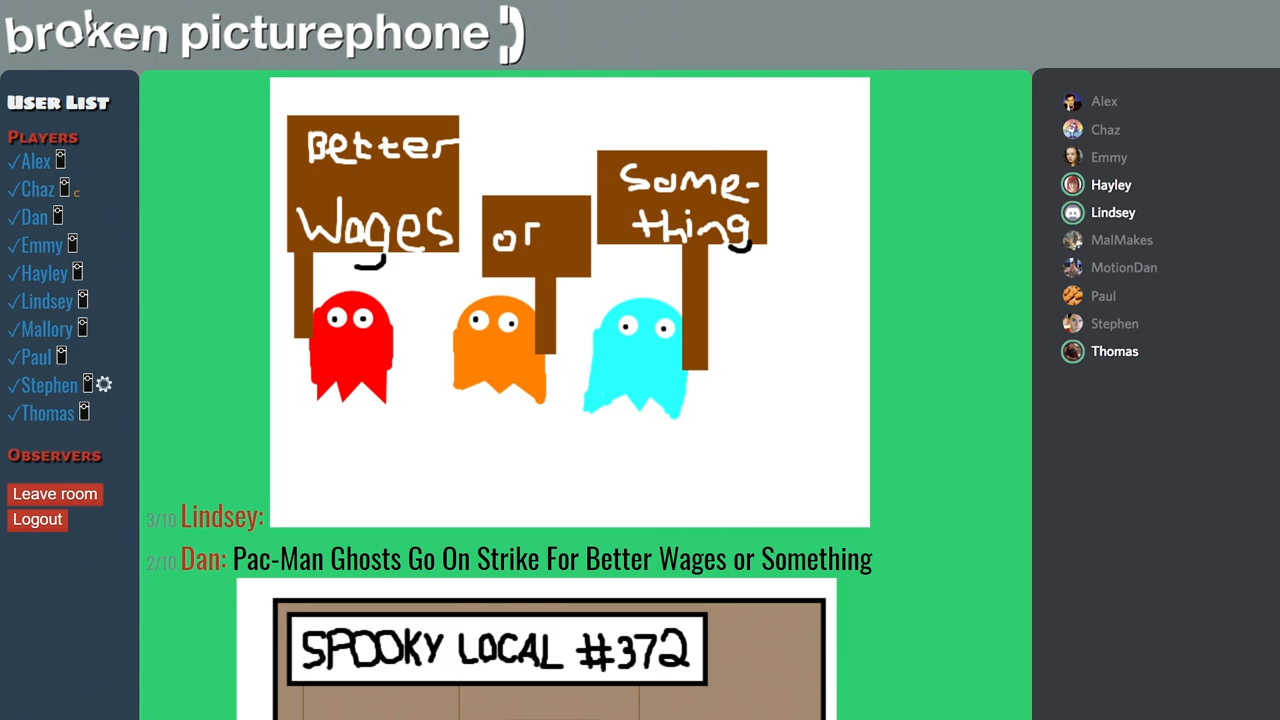 broken picturephone
User List
Players
✓Alex
✓Chaz c
✓Dan
✓Emmy
✓Hayley
✓Lindsey
✓Mallory
✓Paul
✓Stephen
✓Thomas
Observers
Leave room
Logout
Better
Wages
or
Some-
thing
3/10 Lindsey:
2/10 Dan: Pac-Man Ghosts Go On Strike For Better Wages or Something
SPOOKY LOCAL #372
Alex
Chaz
Emmy
Hayley
Lindsey
MalMakes
MotionDan
Paul
Stephen
Thomas